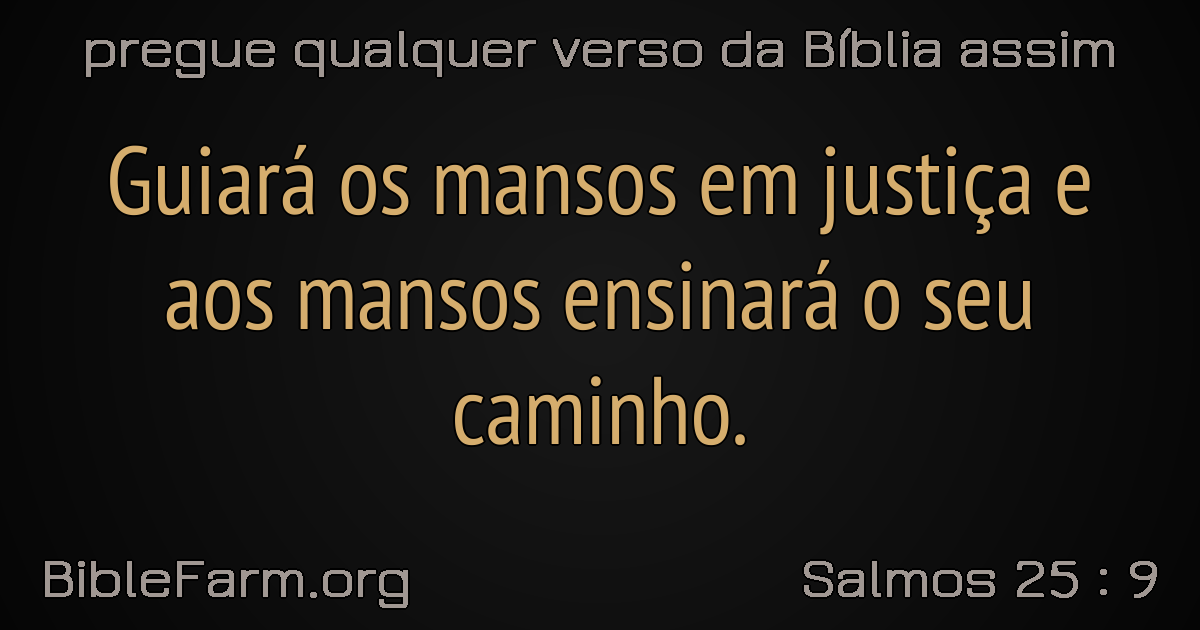 pregue qualquer verso da Bíblia assim
Guiará os mansos em justiça e
aos mansos ensinará o seu
caminho.
BibleFarm.org
Salmos 25 : 9